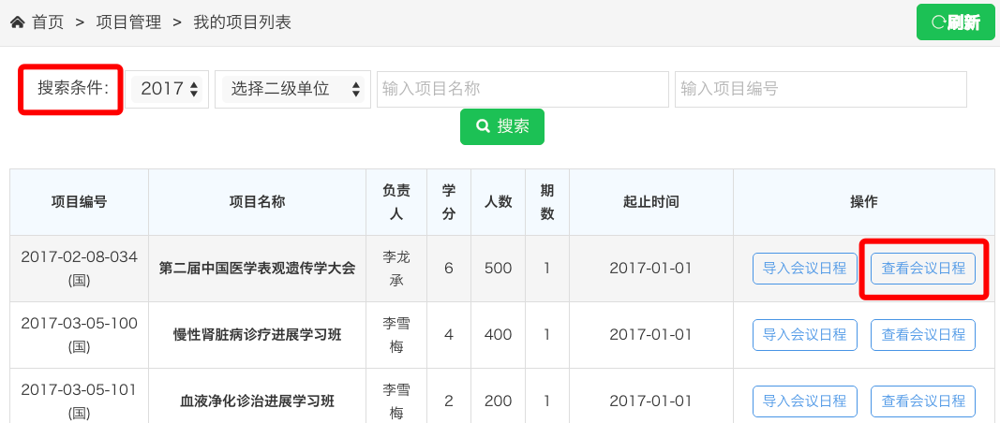 首页 > 项目管理 > 我的项目列表
刷新
搜索条件: 2017 选择二级单位 输入项目名称 输入项目编号
搜索
项目编号 项目名称 负责人 学分 人数 期数 起止时间 操作
2017-02-08-034(国) 第二届中国医学表观遗传学大会 李龙承 6 500 1 2017-01-01 导入会议日程 查看会议日程
2017-03-05-100(国) 慢性肾脏病诊疗进展学习班 李雪梅 4 400 1 2017-01-01 导入会议日程 查看会议日程
2017-03-05-101(国) 血液净化诊治进展学习班 李雪梅 2 200 1 2017-01-01 导入会议日程 查看会议日程